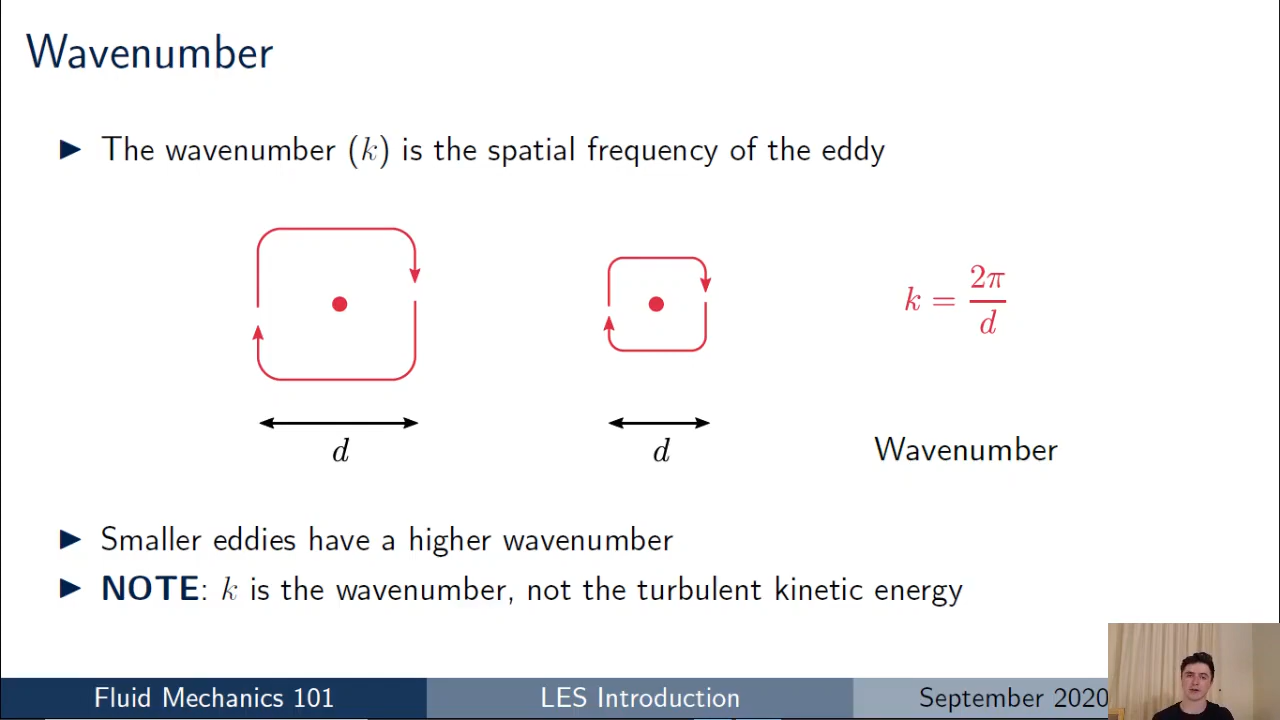 Wavenumber
▶ The wavenumber (k) is the spatial frequency of the eddy
k = 2π/d
d d Wavenumber
▶ Smaller eddies have a higher wavenumber
▶ NOTE: k is the wavenumber, not the turbulent kinetic energy
Fluid Mechanics 101 LES Introduction September 2020